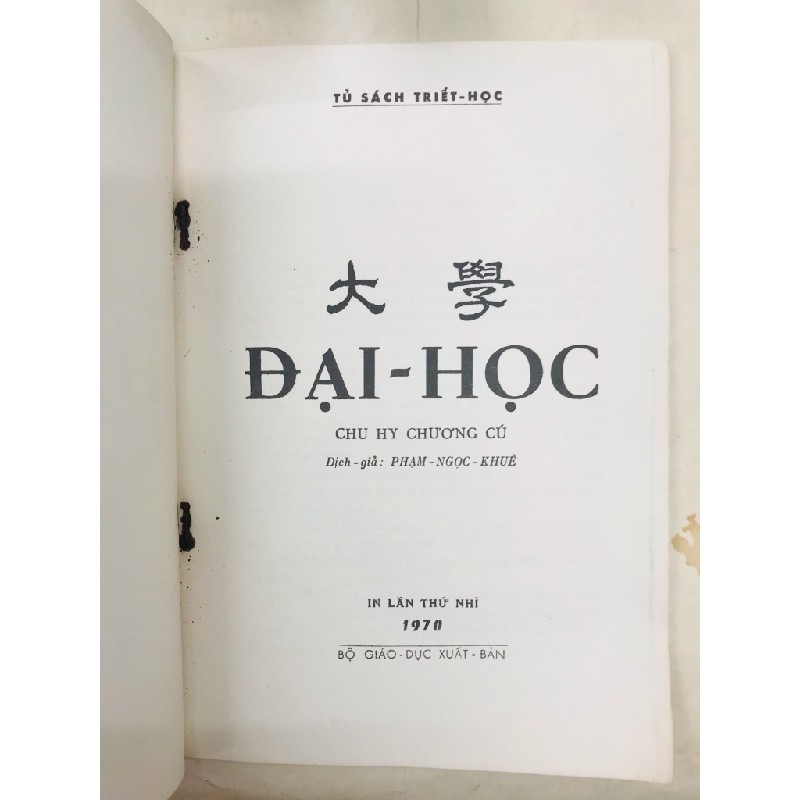 TỦ SÁCH TRIẾT-HỌC
大 學
ĐẠI-HỌC
CHU HY CHƯƠNG CÚ
Dịch-giả: PHẠM-NGỌC-KHUÊ
IN LẦN THỨ NHÌ
1970
BỘ GIÁO-DỤC XUẤT-BẢN